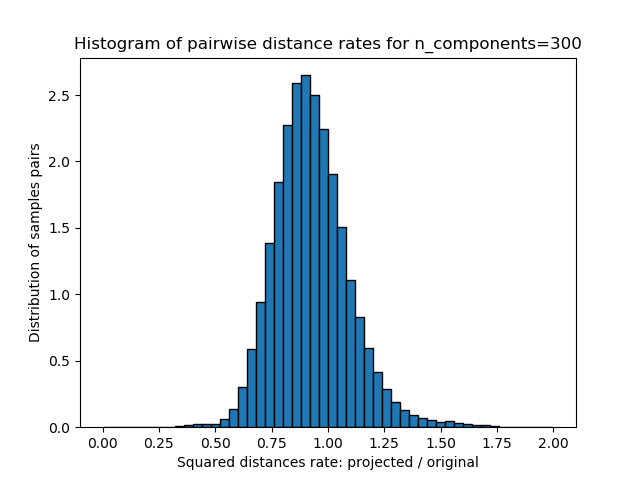 Histogram of pairwise distance rates for n_components=300
Distribution of samples pairs
2.5
2.0
1.5
1.0
0.5
0.0
0.00 0.25 0.50 0.75 1.00 1.25 1.50 1.75 2.00
Squared distances rate: projected / original